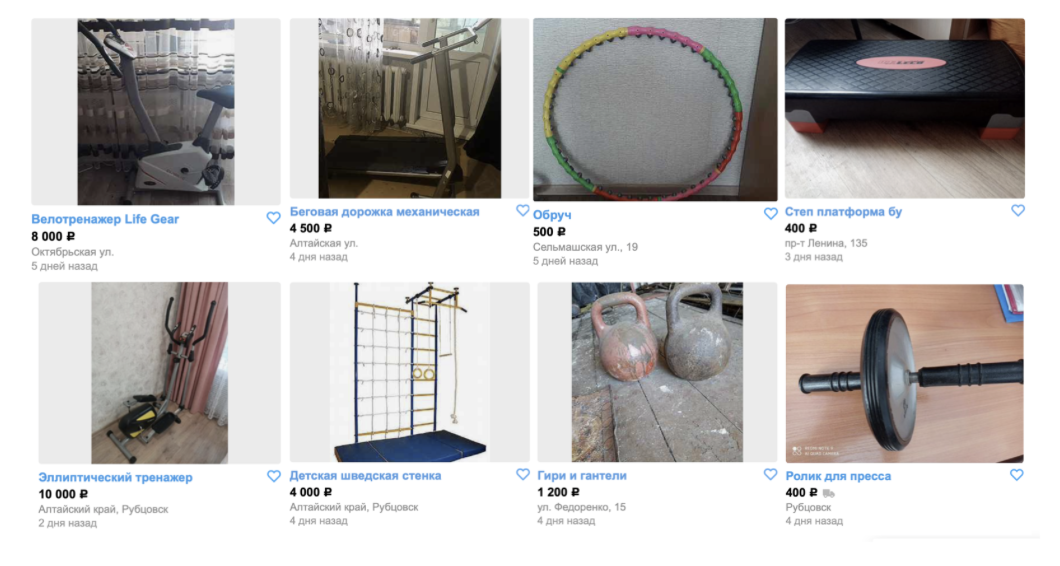 Велотренажер Life Gear
8 000 ₽
Октябрьская ул.
5 дней назад
Беговая дорожка механическая
4 500 ₽
Алтайская ул.
4 дня назад
Обруч
500 ₽
Сельмашская ул., 19
5 дней назад
Степ платформа бу
400 ₽
пр-т Ленина, 135
3 дня назад
Эллиптический тренажер
10 000 ₽
Алтайский край, Рубцовск
2 дня назад
Детская шведская стенка
4 000 ₽
Алтайский край, Рубцовск
4 дня назад
Гири и гантели
1 200 ₽
ул. Федоренко, 15
4 дня назад
Ролик для пресса
400 ₽
Рубцовск
4 дня назад